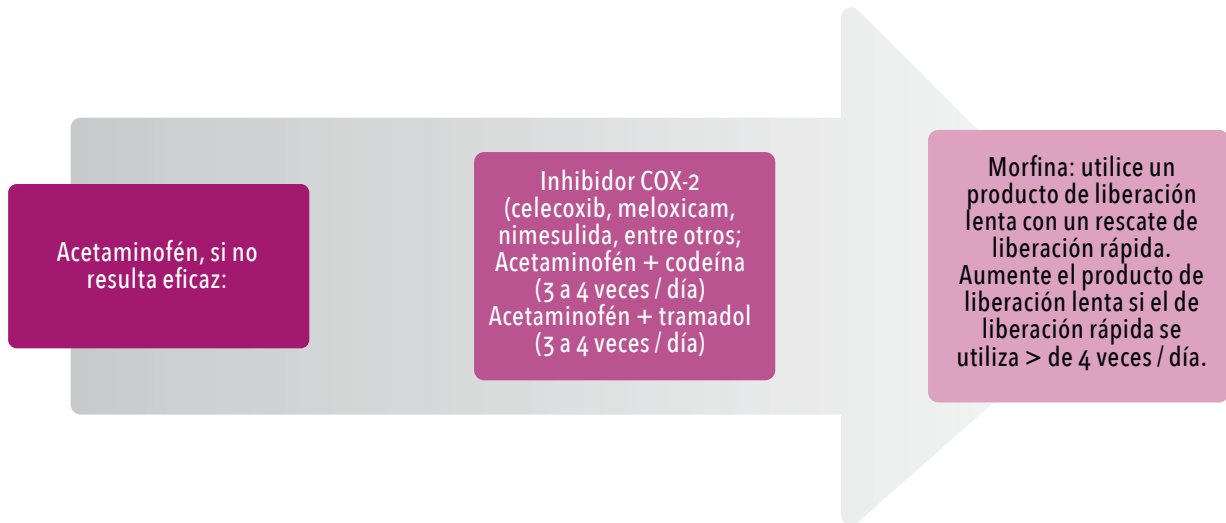 Acetaminofén, si no
resulta eficaz:
Inhibidor COX-2
(celecoxib, meloxicam,
nimesulida, entre otros;
Acetaminofén + codeína
(3 a 4 veces / día)
Acetaminofén + tramadol
(3 a 4 veces / día)
Morfina: utilice un
producto de liberación
lenta con un rescate de
liberación rápida.
Aumente el producto de
liberación lenta si el de
liberación rápida se
utiliza > de 4 veces / día.